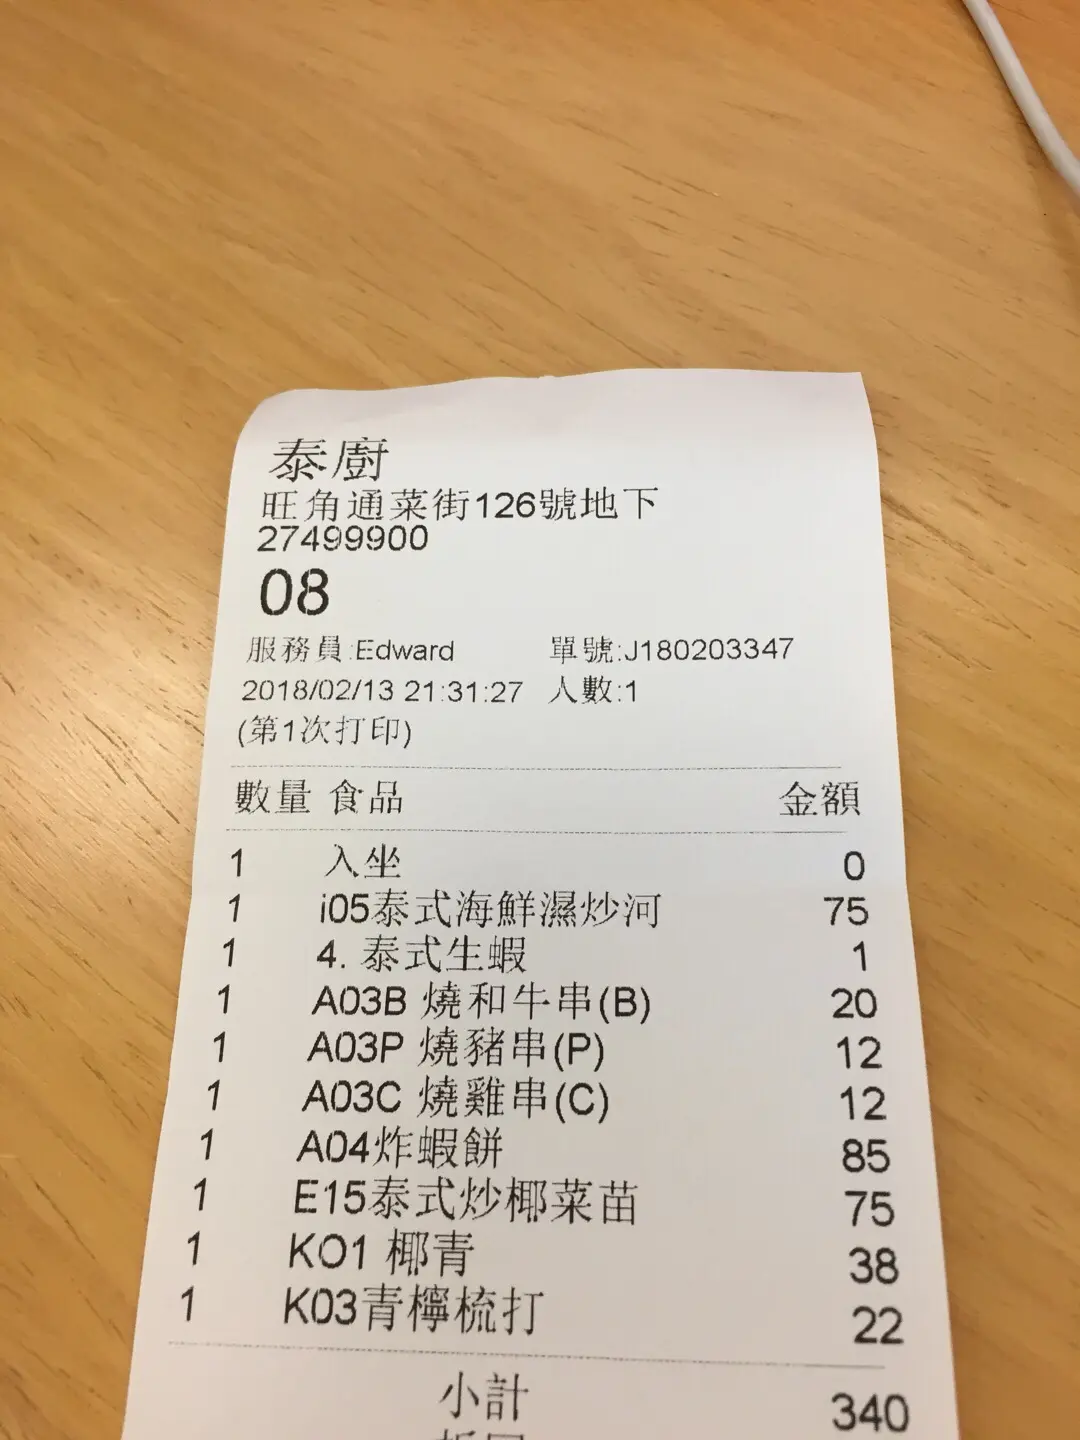 泰廚
旺角通菜街126號地下
27499900
08
服務員:Edward 單號:J180203347
2018/02/13 21:31:27 人數:1
(第1次打印)
數量 食品 金額
1 入坐 0
1 i05泰式海鮮濕炒河 75
1 4. 泰式生蝦 1
1 A03B 燒和牛串(B) 20
1 A03P 燒豬串(P) 12
1 A03C 燒雞串(C) 12
1 A04炸蝦餅 85
1 E15泰式炒椰菜苗 75
1 KO1 椰青 38
1 K03青檸梳打 22
小計 340